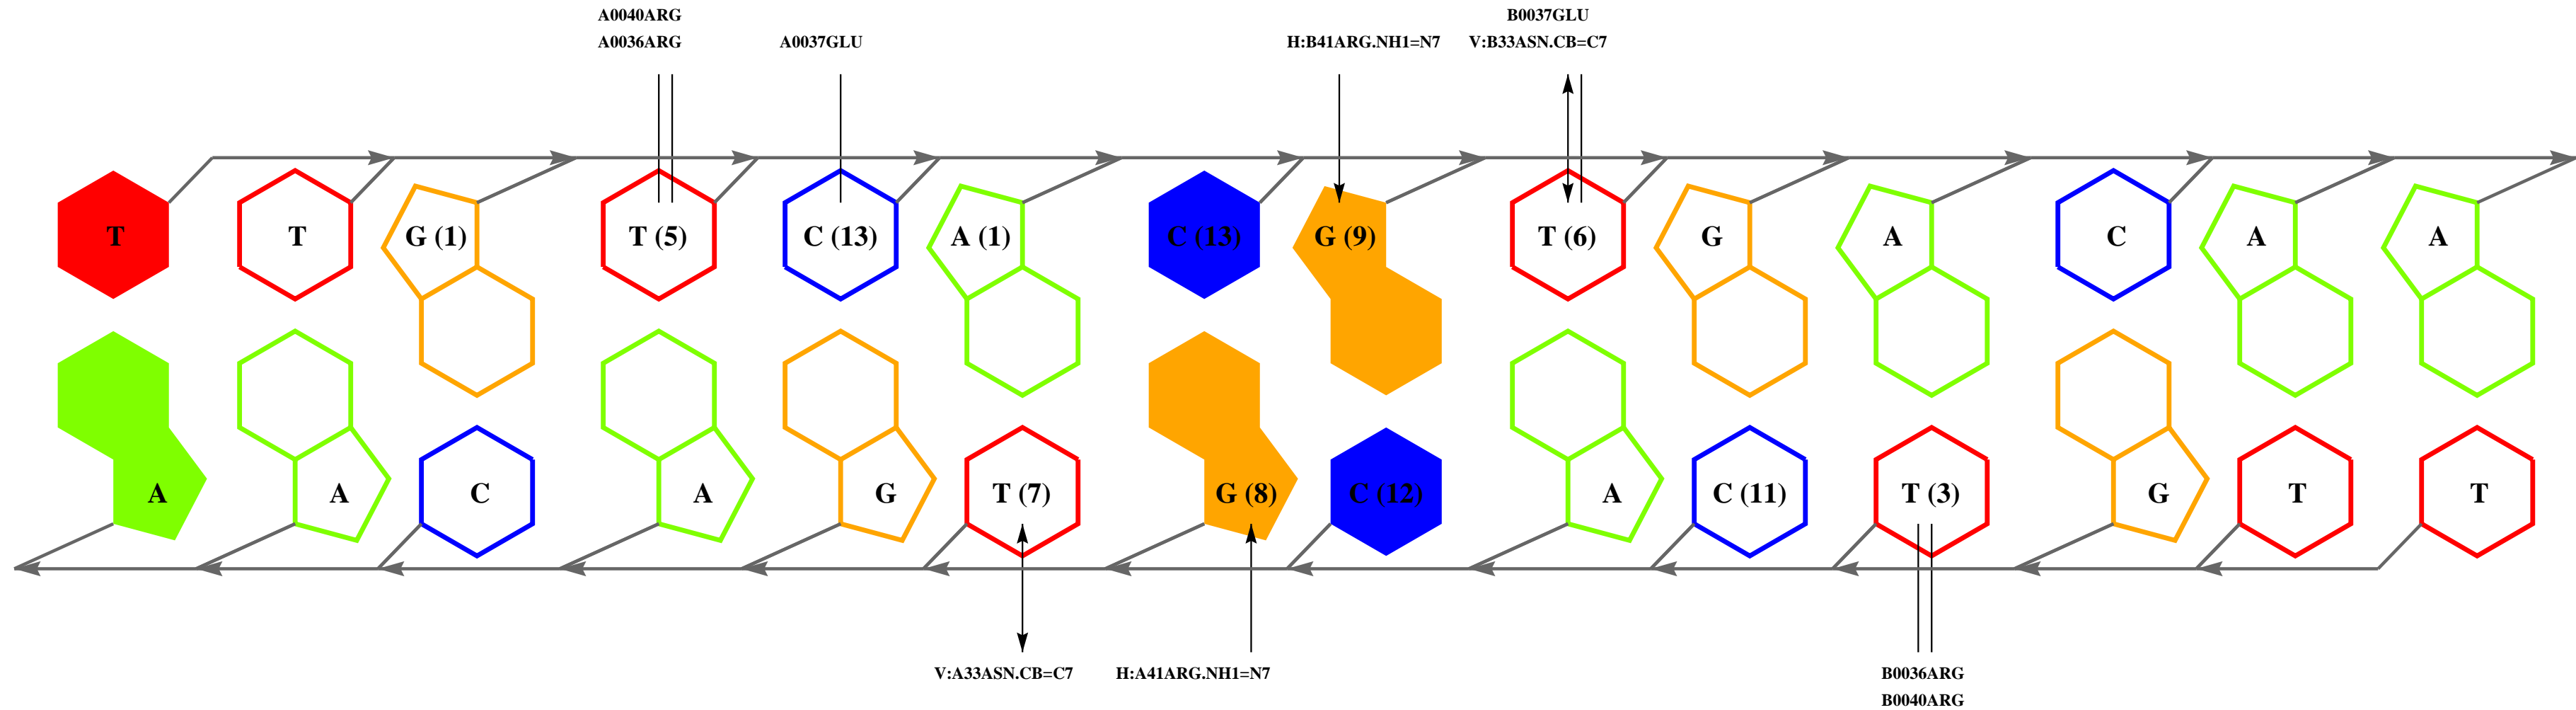 A0040ARG
B0037GLU
A0036ARG A0037GLU H:B41ARG.NH1=N7 V:B33ASN.CB=C7
T T G (1) T (5) C (13) A (1) C (13) G (9) T (6) G A C A A
A A C A G T (7) G (8) C (12) A C (11) T (3) G T T
V:A33ASN.CB=C7 H:A41ARG.NH1=N7 B0036ARG
B0040ARG